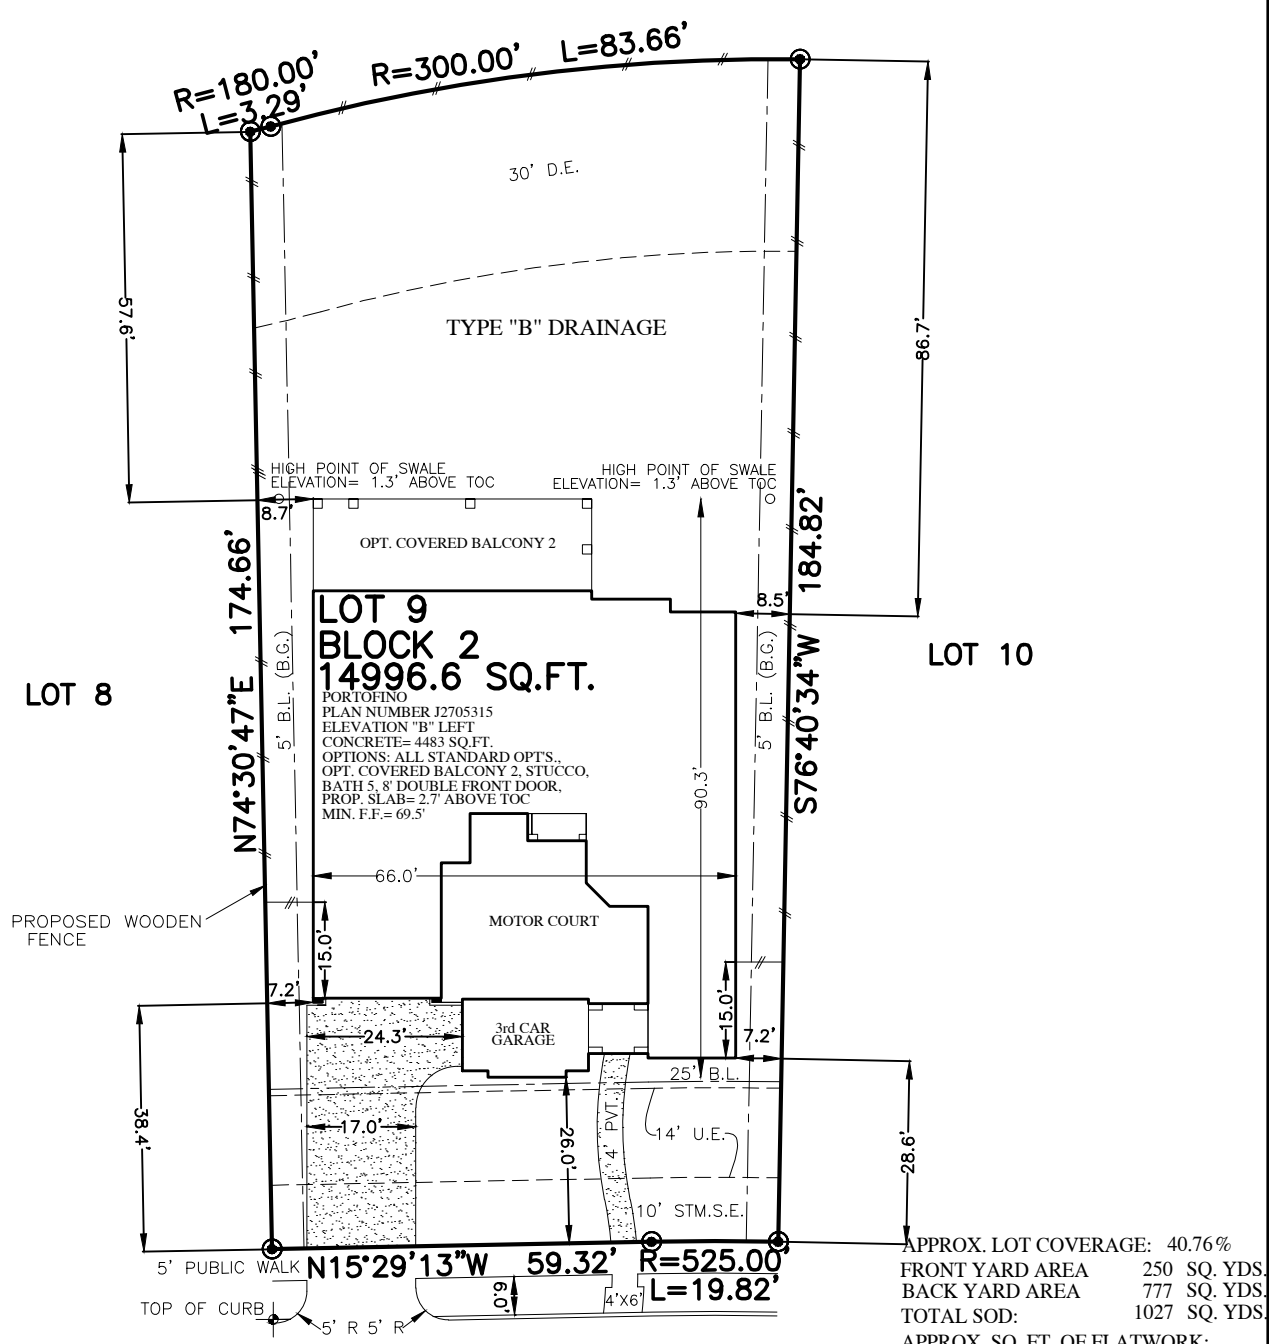 R=180.00'
L=3.29'
R=300.00'
L=83.66'
30' D.E.
57.6'
86.7'
TYPE "B" DRAINAGE
HIGH POINT OF SWALE
ELEVATION= 1.3' ABOVE TOC
HIGH POINT OF SWALE
ELEVATION= 1.3' ABOVE TOC
8.7'
OPT. COVERED BALCONY 2
8.5'
N74°30'47"E 174.66'
S76°40'34"W 184.82'
5' B.L. (B.G.)
5' B.L. (B.G.)
LOT 8
LOT 10
LOT 9
BLOCK 2
14996.6 SQ.FT.
PORTOFINO
PLAN NUMBER J2705315
ELEVATION "B" LEFT
CONCRETE= 4483 SQ.FT.
OPTIONS: ALL STANDARD OPT'S.,
OPT. COVERED BALCONY 2, STUCCO,
BATH 5, 8' DOUBLE FRONT DOOR,
PROP. SLAB= 2.7' ABOVE TOC
MIN. F.F.= 69.5'
90.3'
66.0'
MOTOR COURT
PROPOSED WOODEN
FENCE
15.0'
7.2'
15.0'
7.2'
24.3'
3rd CAR
GARAGE
25' B.L.
38.4'
17.0'
26.0'
4' PVT.
14' U.E.
28.6'
10' STM.S.E.
5' PUBLIC WALK
N15°29'13"W 59.32'
R=525.00'
L=19.82'
TOP OF CURB
5' R 5' R
6.0'
4'X6'
APPROX. LOT COVERAGE: 40.76%
FRONT YARD AREA 250 SQ. YDS.
BACK YARD AREA 777 SQ. YDS.
TOTAL SOD: 1027 SQ. YDS.
APPROX. SQ. FT. OF FLATWORK: